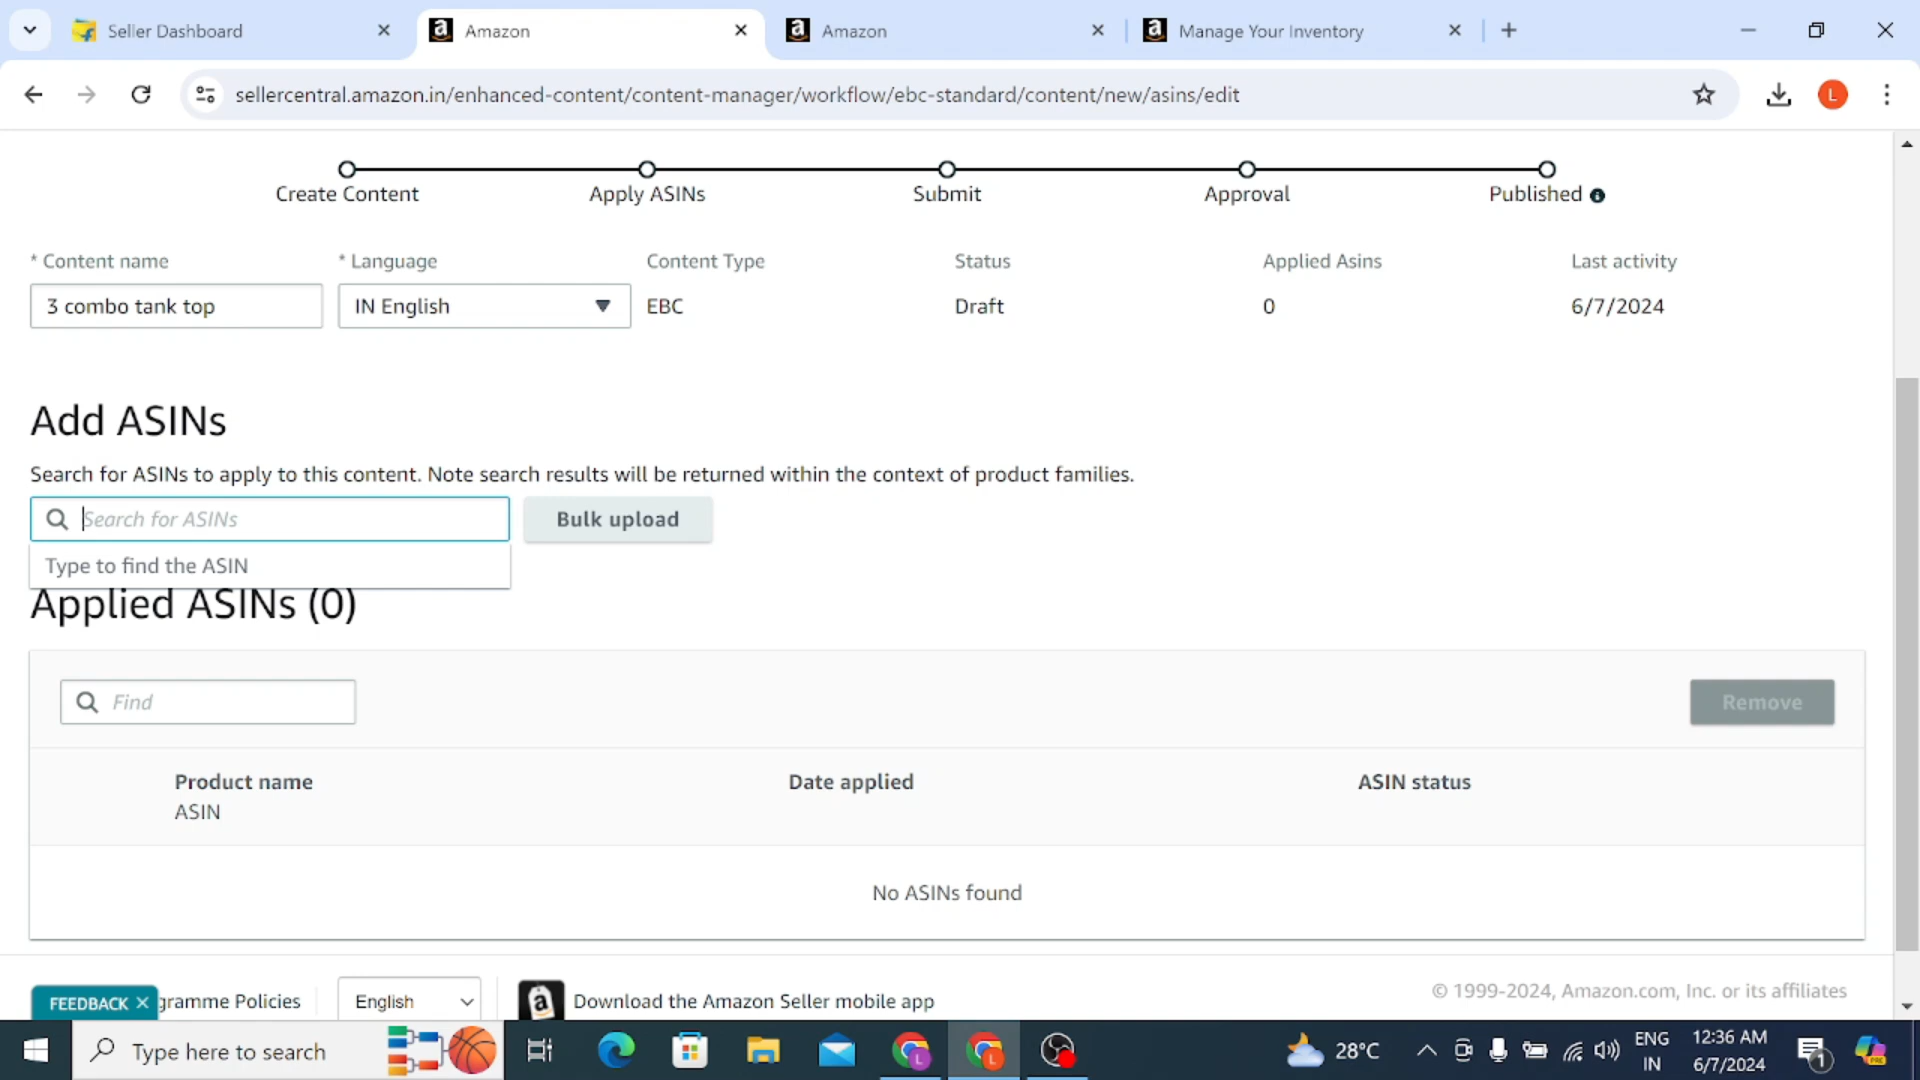 Seller Dashboard
Amazon
Amazon
Manage Your Inventory
sellercentral.amazon.in/enhanced-content/content-manager/workflow/ebc-standard/content/new/asins/edit
L
Create Content
Apply ASINs
Submit
Approval
Published
* Content name
* Language
Content Type
Status
Applied Asins
Last activity
3 combo tank top
IN English
EBC
Draft
0
6/7/2024
Add ASINs
Search for ASINs to apply to this content. Note search results will be returned within the context of product families.
Search for ASINs
Bulk upload
Type to find the ASIN
Applied ASINs (0)
Find
Remove
Product name
ASIN
Date applied
ASIN status
No ASINs found
FEEDBACK
gramme Policies
English
Download the Amazon Seller mobile app
© 1999-2024, Amazon.com, Inc. or its affiliates
Type here to search
28°C
ENG
IN
12:36 AM
6/7/2024
1